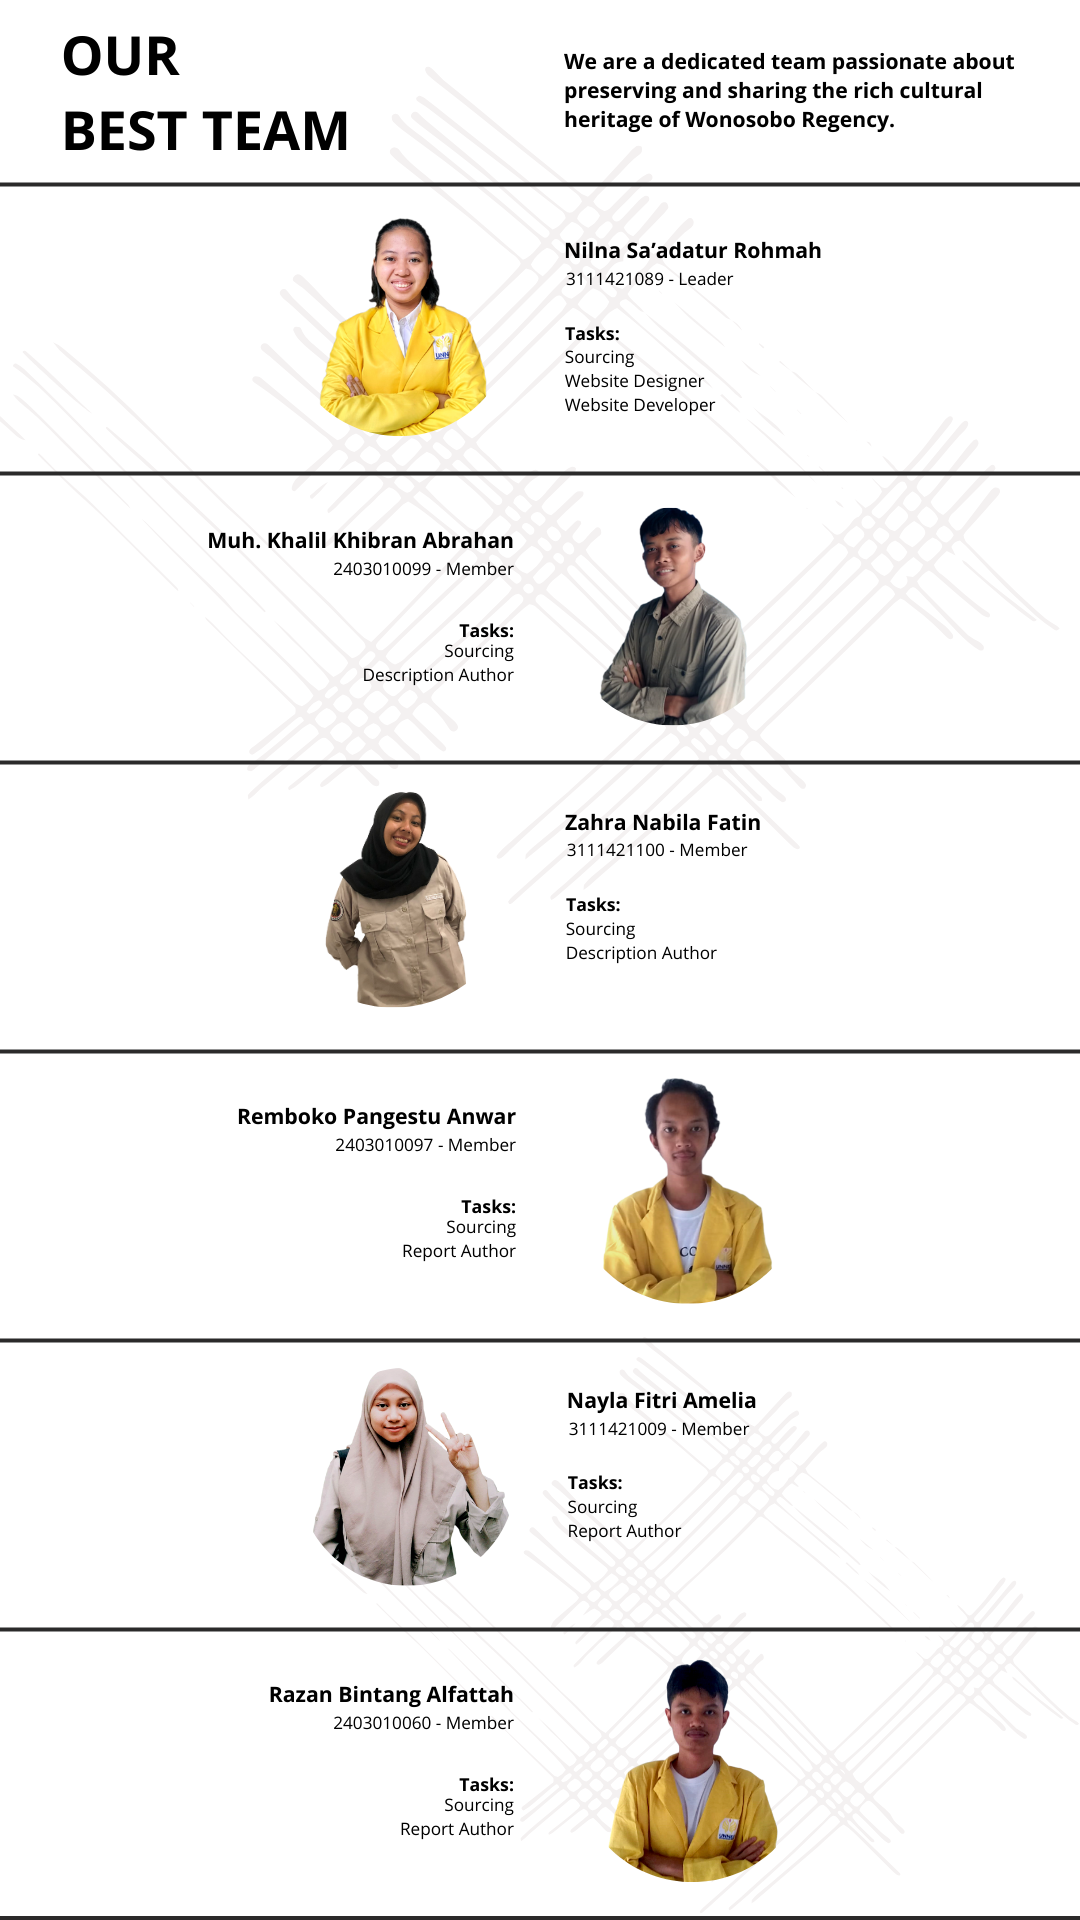 OUR
BEST TEAM
We are a dedicated team passionate about
preserving and sharing the rich cultural
heritage of Wonosobo Regency.
Nilna Sa’adatur Rohmah
3111421089 - Leader
Tasks:
Sourcing
Website Designer
Website Developer
Muh. Khalil Khibran Abrahan
2403010099 - Member
Tasks:
Sourcing
Description Author
Zahra Nabila Fatin
3111421100 - Member
Tasks:
Sourcing
Description Author
Remboko Pangestu Anwar
2403010097 - Member
Tasks:
Sourcing
Report Author
Nayla Fitri Amelia
3111421009 - Member
Tasks:
Sourcing
Report Author
Razan Bintang Alfattah
2403010060 - Member
Tasks:
Sourcing
Report Author